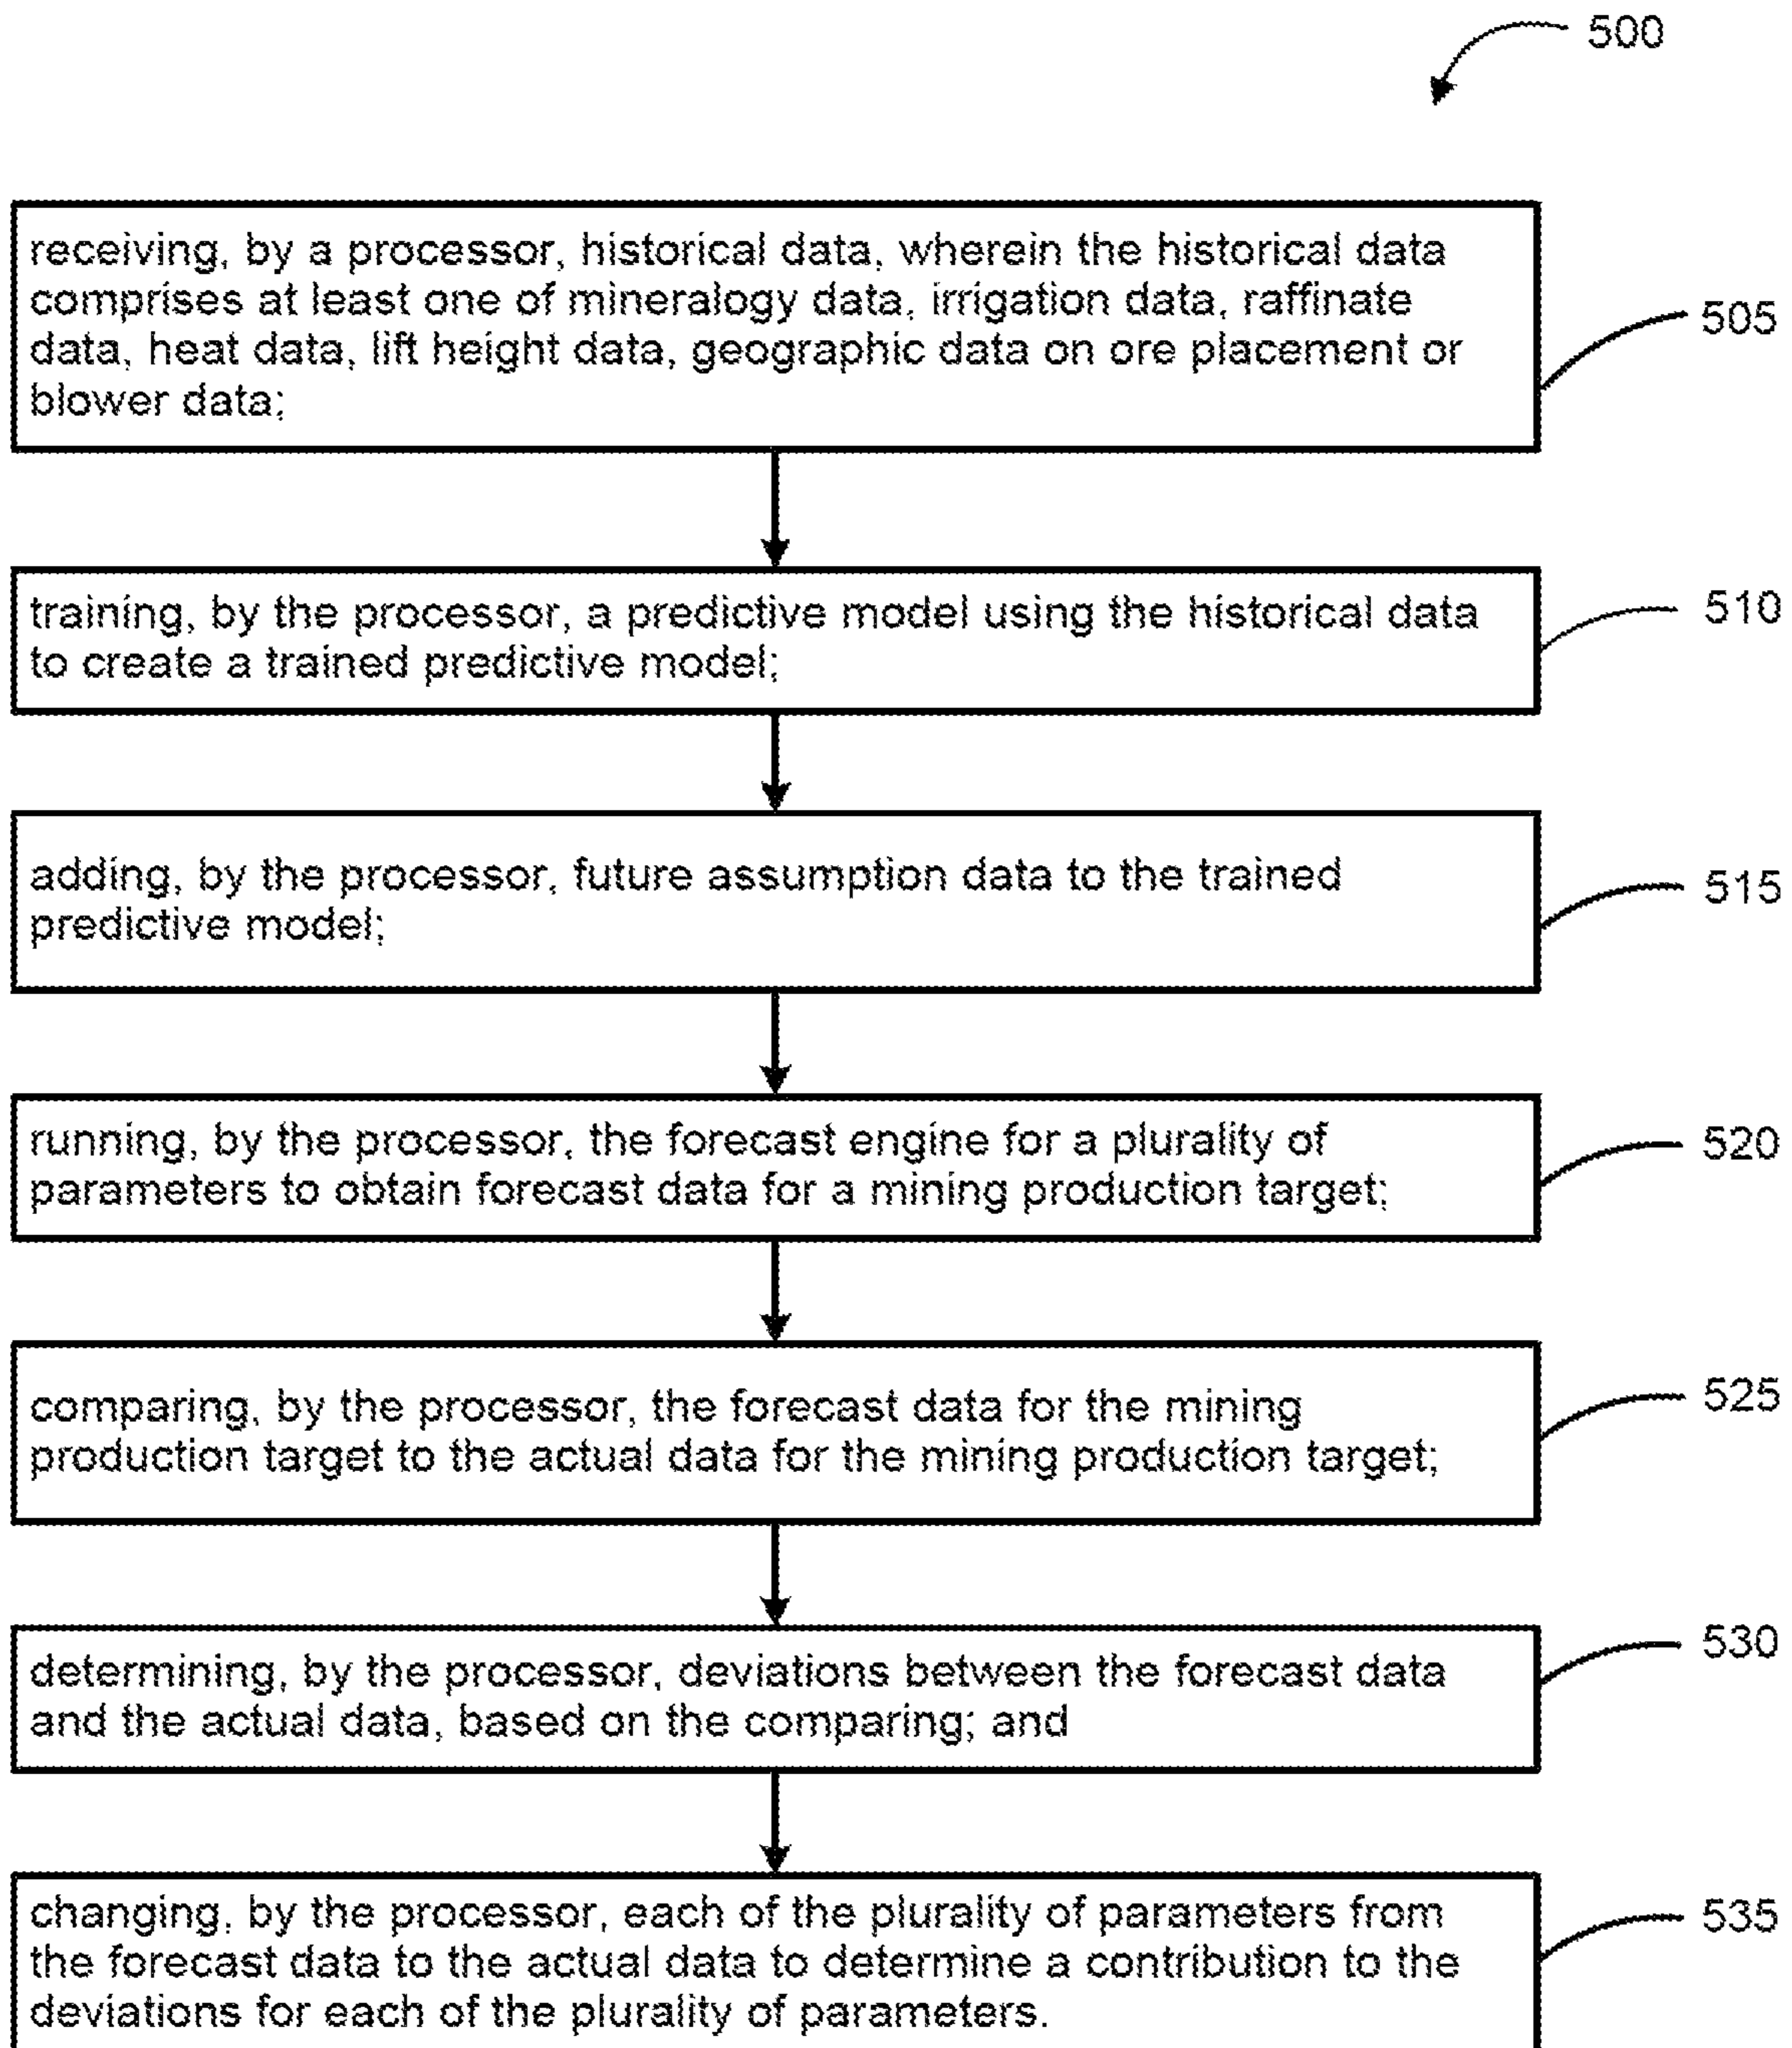 500
receiving, by a processor, historical data, wherein the historical data
comprises at least one of mineralogy data, irrigation data, raffinate
data, heat data, lift height data, geographic data on ore placement or
blower data;
505
training, by the processor, a predictive model using the historical data
to create a trained predictive model;
510
adding, by the processor, future assumption data to the trained
predictive model;
515
running, by the processor, the forecast engine for a plurality of
parameters to obtain forecast data for a mining production target;
520
comparing, by the processor, the forecast data for the mining
production target to the actual data for the mining production target;
525
determining, by the processor, deviations between the forecast data
and the actual data, based on the comparing; and
530
changing, by the processor, each of the plurality of parameters from
the forecast data to the actual data to determine a contribution to the
deviations for each of the plurality of parameters.
535